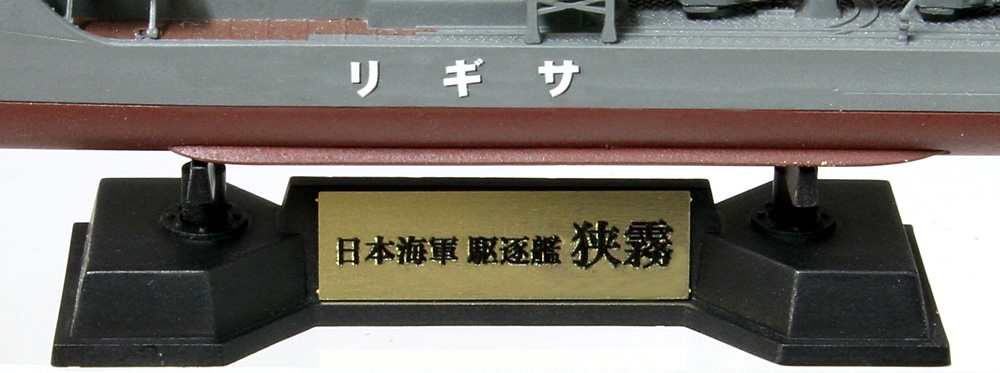 サギリ
日本海軍 駆逐艦 狭霧